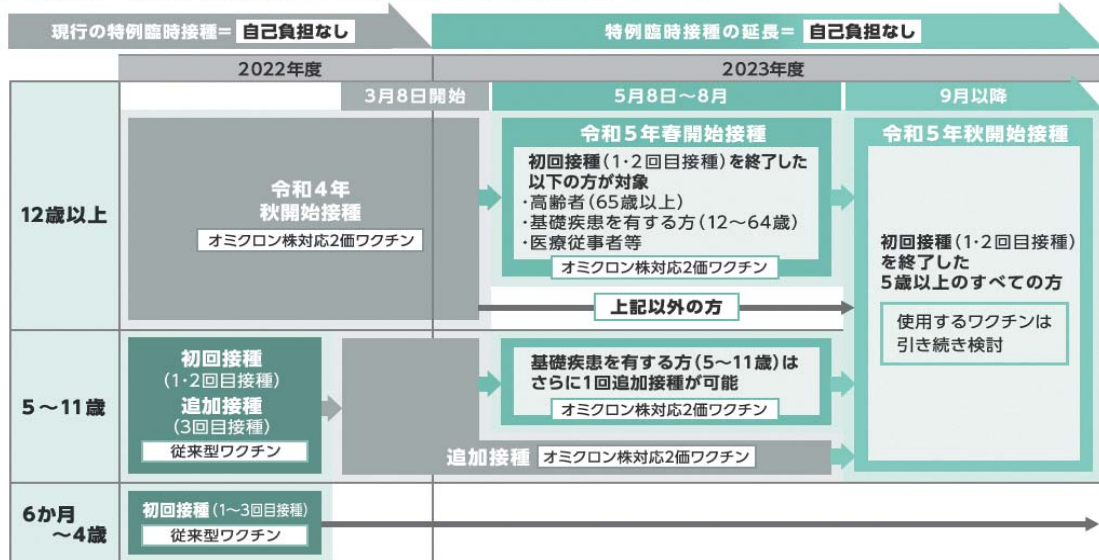 現行の特例臨時接種= 自己負担なし
特例臨時接種の延長= 自己負担なし
2022年度
2023年度
3月8日開始
5月8日〜8月
9月以降
12歳以上
令和4年
秋開始接種
オミクロン株対応2価ワクチン
令和5年春開始接種
初回接種(1・2回目接種)を終了した
以下の方が対象
・高齢者(65歳以上)
・基礎疾患を有する方(12〜64歳)
・医療従事者等
オミクロン株対応2価ワクチン
上記以外の方
令和5年秋開始接種
初回接種(1・2回目接種)
を終了した
5歳以上のすべての方
使用するワクチンは
引き続き検討
5〜11歳
初回接種
(1・2回目接種)
追加接種
(3回目接種)
従来型ワクチン
基礎疾患を有する方(5〜11歳)は
さらに1回追加接種が可能
オミクロン株対応2価ワクチン
追加接種 オミクロン株対応2価ワクチン
6か月
〜4歳
初回接種(1〜3回目接種)
従来型ワクチン